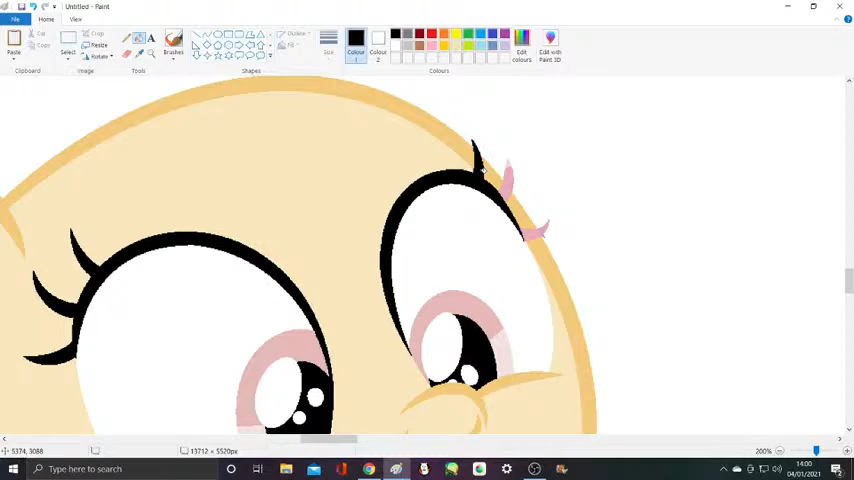 Untitled - Paint
File
Home
View
Cut
Copy
Paste
Clipboard
Crop
Resize
Rotate
Select
Image
A
Tools
Brushes
Outline
Fill
Shapes
Size
Colour 1
Colour 2
Edit colours
Edit with Paint 3D
Colours
5374, 3088
13712 × 5520px
200%
Type here to search
14:00
04/01/2021